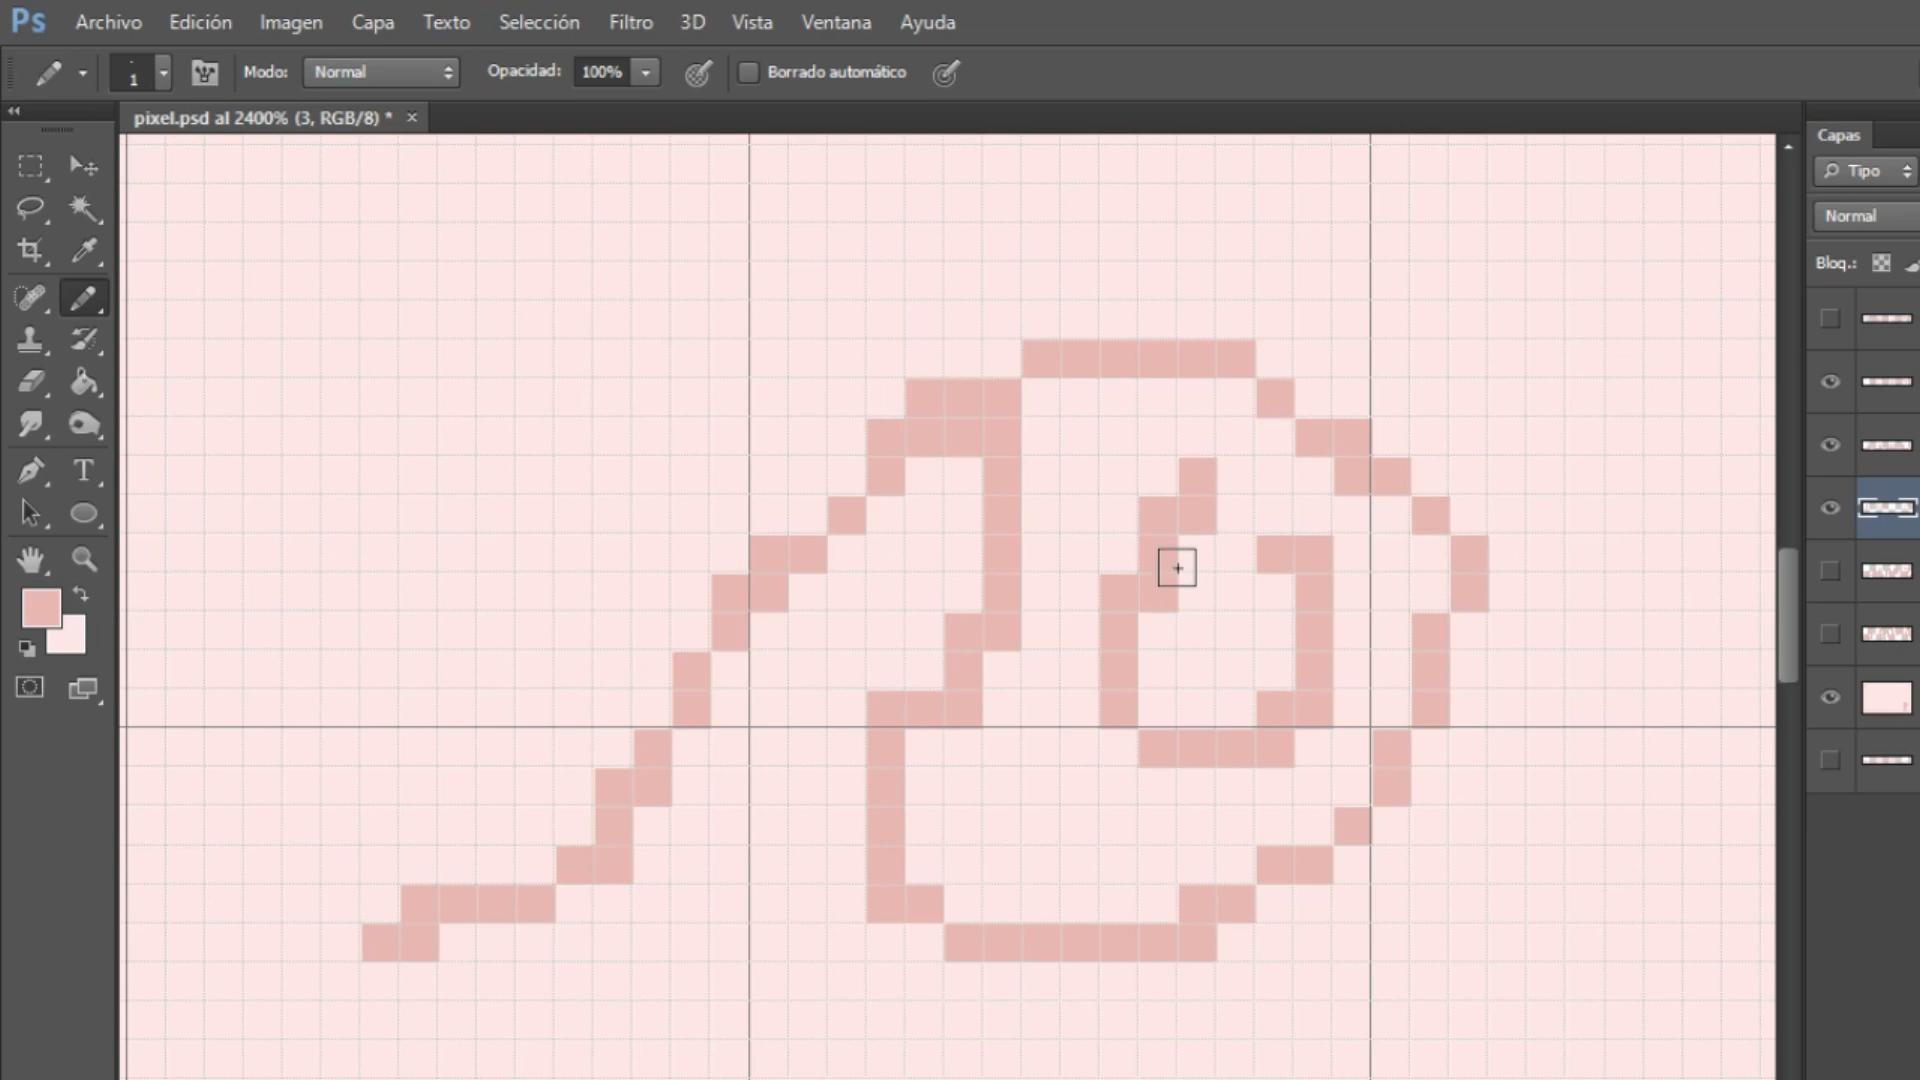 Ps Archivo Edición Imagen Capa Texto Selección Filtro 3D Vista Ventana Ayuda
1 Modo: Normal Opacidad: 100% Borrado automático
pixel.psd al 2400% (3, RGB/8) * ×
Capas
Tipo
Normal
Bloq.:
T